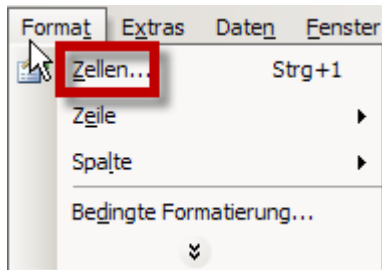 Format Extras Daten Fenster
Zellen... Strg+1
Zeile
Spalte
Bedingte Formatierung...